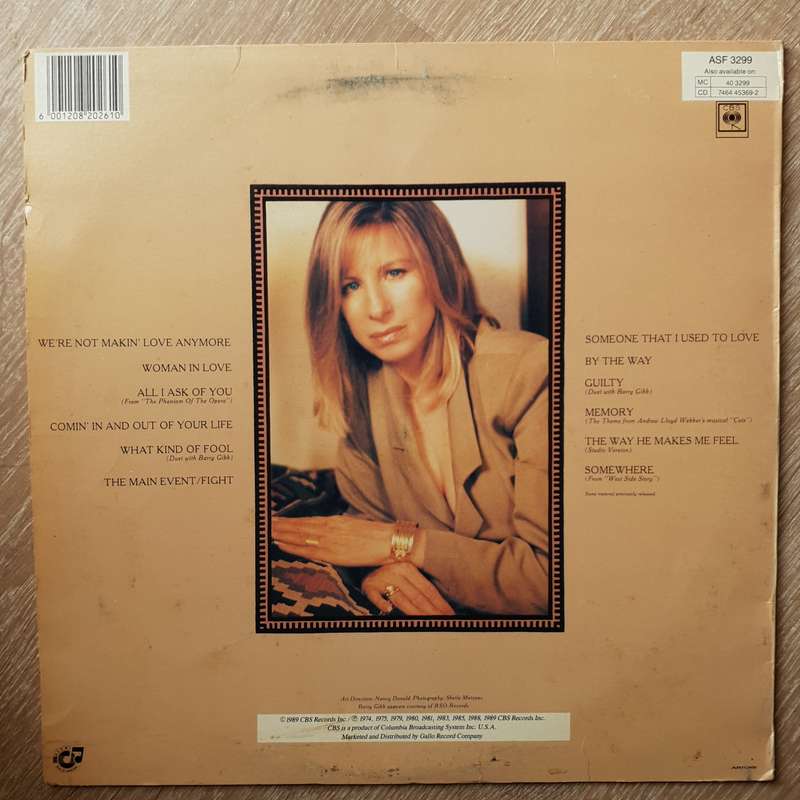 6 001208 202610
ASF 3299
Also available on:
MC 40 3299
CD 7464 45369-2
CBS
WE'RE NOT MAKIN' LOVE ANYMORE
WOMAN IN LOVE
ALL I ASK OF YOU
(From "The Phantom Of The Opera")
COMIN' IN AND OUT OF YOUR LIFE
WHAT KIND OF FOOL
(Duet with Barry Gibb)
THE MAIN EVENT/FIGHT
SOMEONE THAT I USED TO LOVE
BY THE WAY
GUILTY
(Duet with Barry Gibb)
MEMORY
(The Theme from Andrew Lloyd Webber's musical "Cats")
THE WAY HE MAKES ME FEEL
(Studio Version)
SOMEWHERE
(From "West Side Story")
Some material previously released.
Art Direction: Nancy Donald Photography: Sheila Metzner
Barry Gibb appears courtesy of RSO Records
© 1989 CBS Records Inc / ℗ 1974, 1975, 1979, 1980, 1981, 1983, 1985, 1988, 1989 CBS Records Inc.
CBS is a product of Columbia Broadcasting System Inc. U.S.A.
Marketed and Distributed by Gallo Record Company